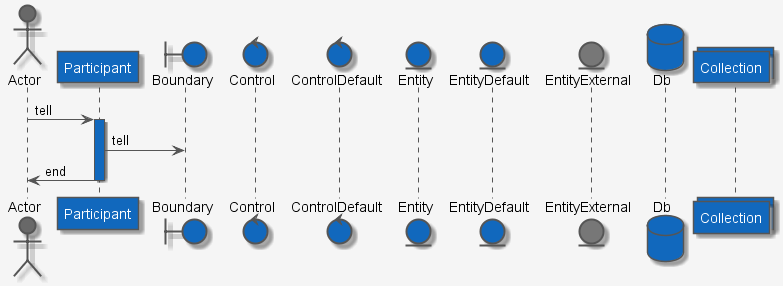 Actor Participant Boundary Control ControlDefault Entity EntityDefault EntityExternal Db Collection
tell
tell
end
Actor Participant Boundary Control ControlDefault Entity EntityDefault EntityExternal Db Collection